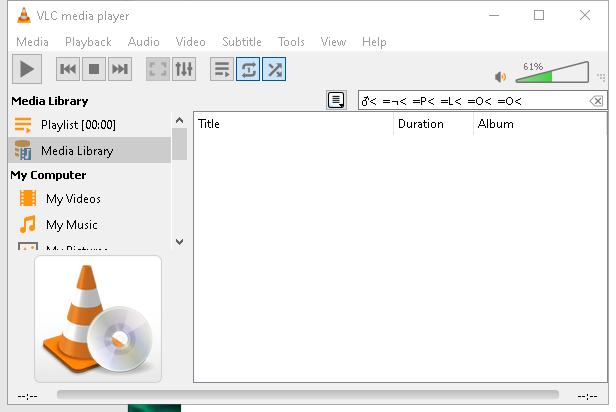 VLC media player
Media Playback Audio Video Subtitle Tools View Help
61%
Media Library
♂< =¬< =P< =L< =O< =O<
Playlist [00:00]
Title Duration Album
Media Library
My Computer
My Videos
My Music
My Pictures
--:-- --:--